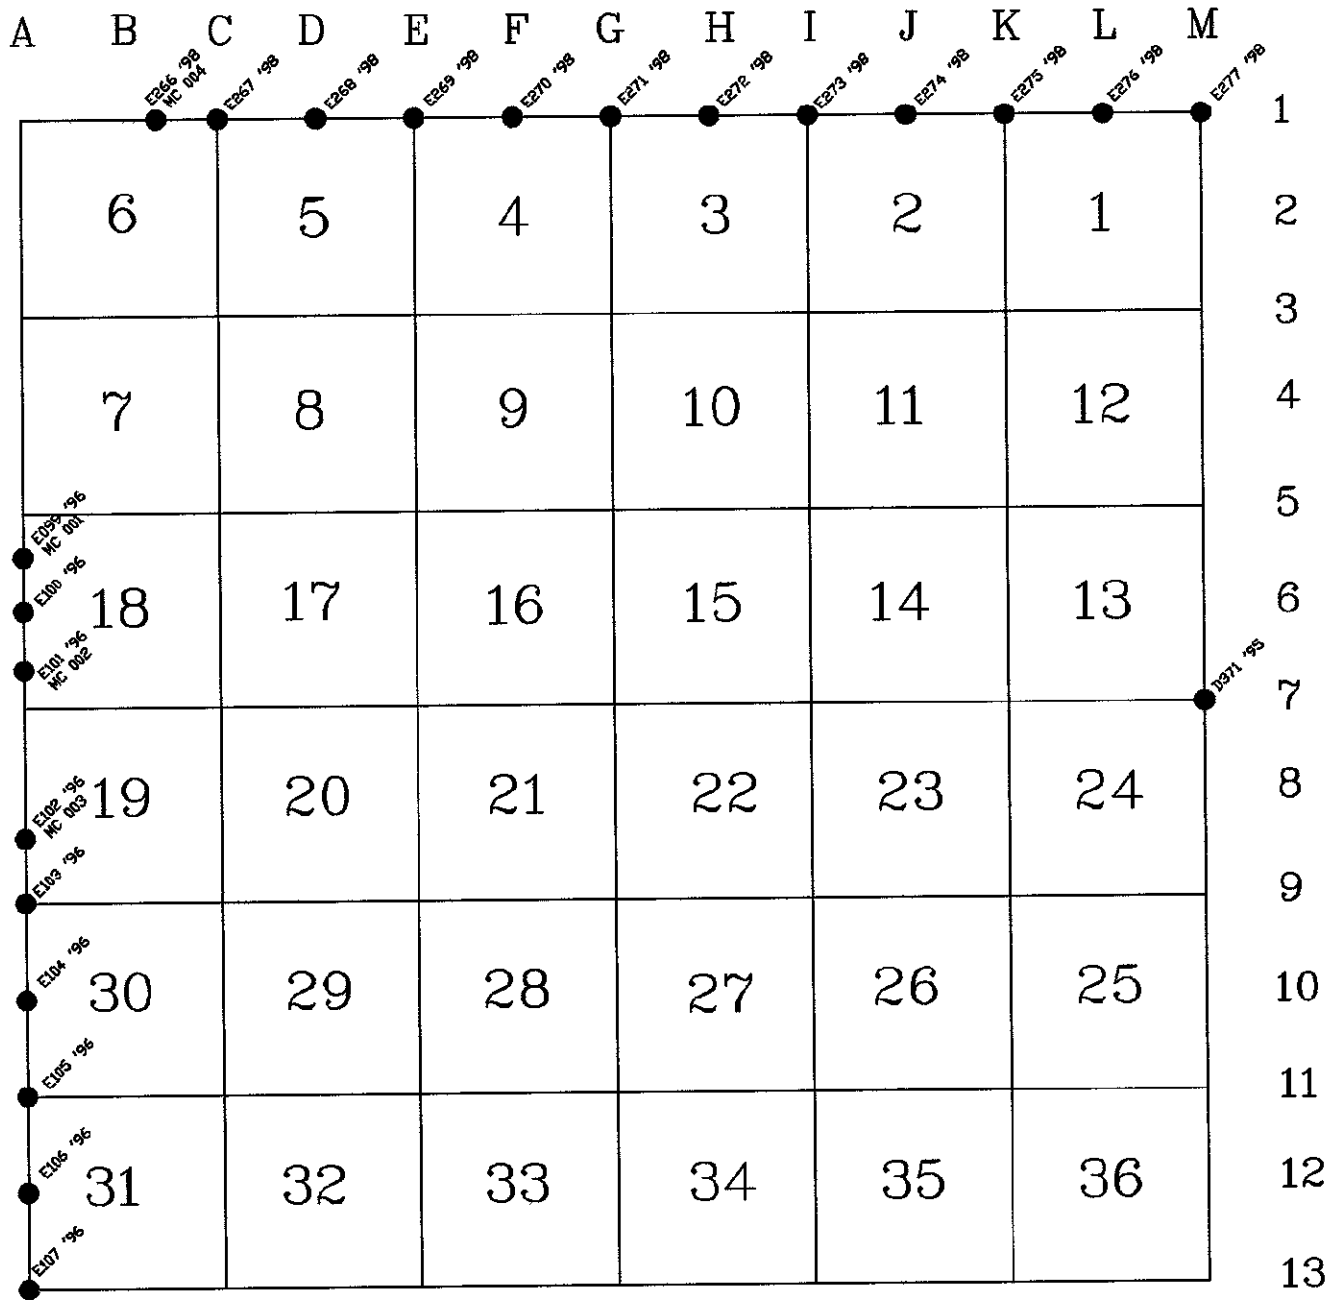 A B C D E F G H I J K L M
E266 '98
MC 004
E267 '98
E268 '98
E269 '98
E270 '98
E271 '98
E272 '98
E273 '98
E274 '98
E275 '98
E276 '98
E277 '98
1
6 5 4 3 2 1
2
3
7 8 9 10 11 12
4
5
E099 '96
MC 001
E100 '96
18 17 16 15 14 13
6
E101 '96
MC 002
D371 '95
7
E102 '96
MC 003
19 20 21 22 23 24
8
E103 '96
9
E104 '96
30 29 28 27 26 25
10
E105 '96
11
E106 '96
31 32 33 34 35 36
12
E107 '96
13